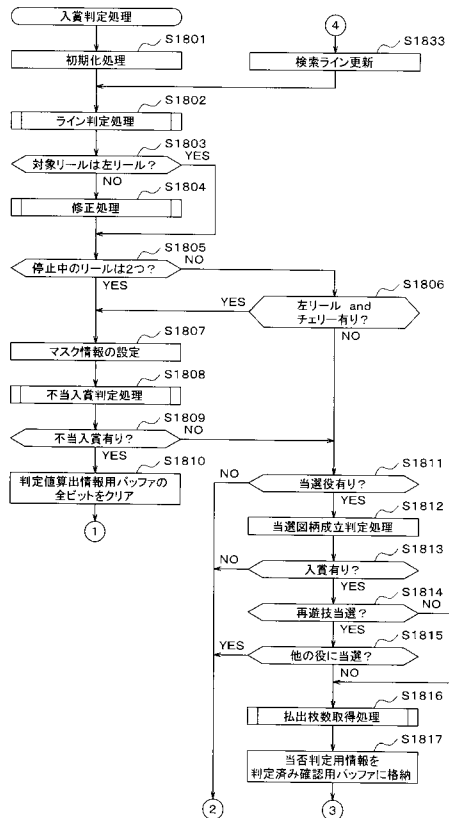 入賞判定処理
S1801
初期化処理
4
S1833
検索ライン更新
S1802
ライン判定処理
S1803
対象リールは左リール？
YES
NO
S1804
修正処理
S1805
停止中のリールは2つ？
NO
YES
S1806
左リール and
チェリー有り？
YES
NO
S1807
マスク情報の設定
S1808
不当入賞判定処理
S1809
不当入賞有り？
NO
YES
S1810
判定値算出情報用バッファの
全ビットをクリア
1
S1811
当選役有り？
NO
YES
S1812
当選図柄成立判定処理
S1813
入賞有り？
NO
YES
S1814
再遊技当選？
NO
YES
S1815
他の役に当選？
YES
NO
S1816
払出枚数取得処理
S1817
当否判定用情報を
判定済み確認用バッファに格納
2
3